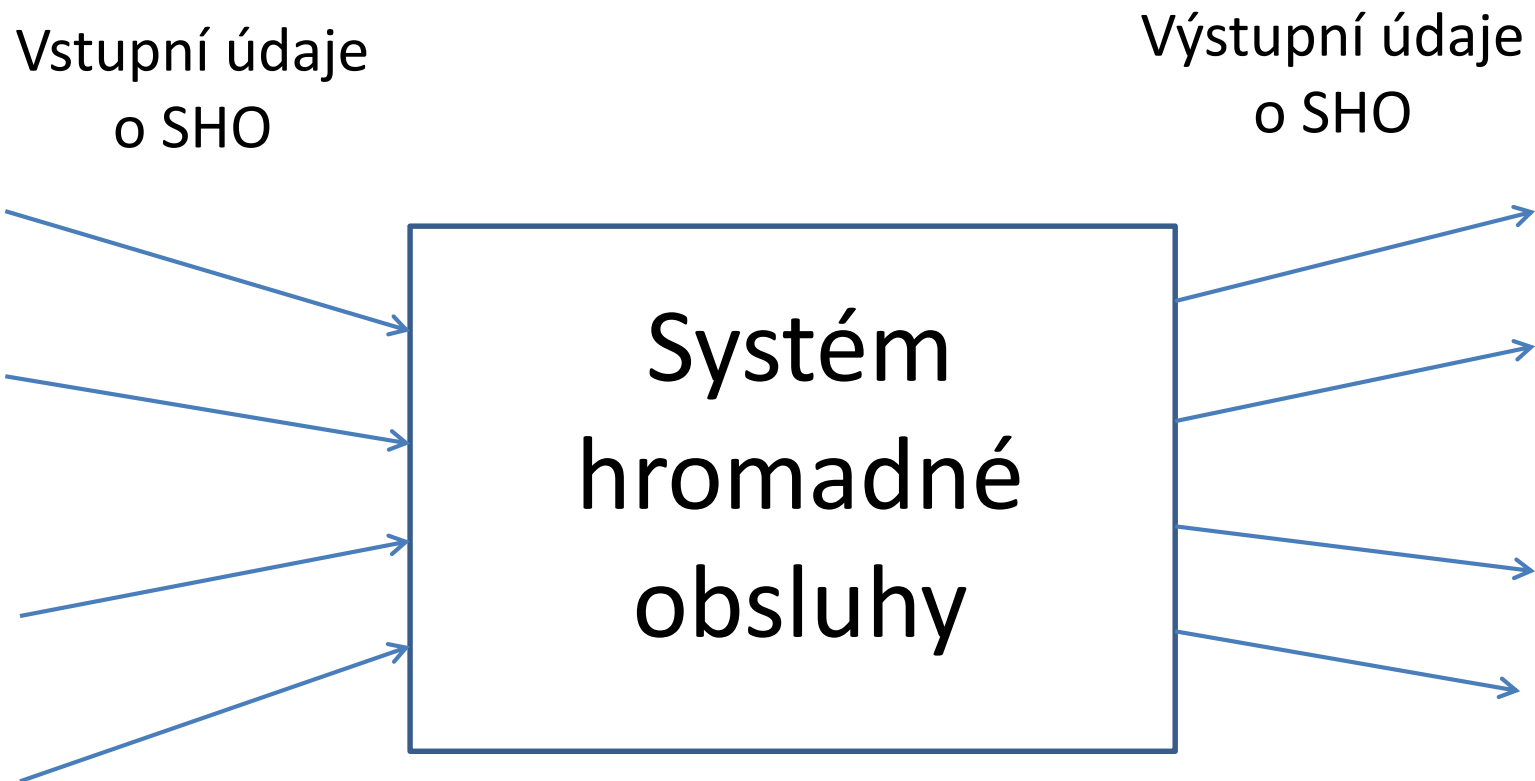 Vstupní údaje
o SHO
Výstupní údaje
o SHO
Systém
hromadné
obsluhy